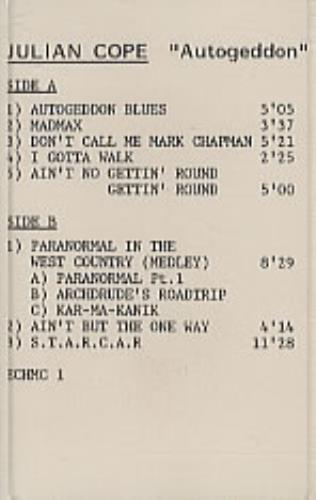 JULIAN COPE "Autogeddon"
SIDE A
1) AUTOGEDDON BLUES 5'05
2) MADMAX 3'37
3) DON'T CALL ME MARK CHAPMAN 5'21
4) I GOTTA WALK 2'25
5) AIN'T NO GETTIN' ROUND
GETTIN' ROUND 5'00
SIDE B
1) PARANORMAL IN THE
WEST COUNTRY (MEDLEY) 8'29
A) PARANORMAL Pt.1
B) ARCHDRUDE'S ROADTRIP
C) KAR-MA-KANIK
2) AIN'T BUT THE ONE WAY 4'14
3) S.T.A.R.C.A.R 11'28
ECHMC 1